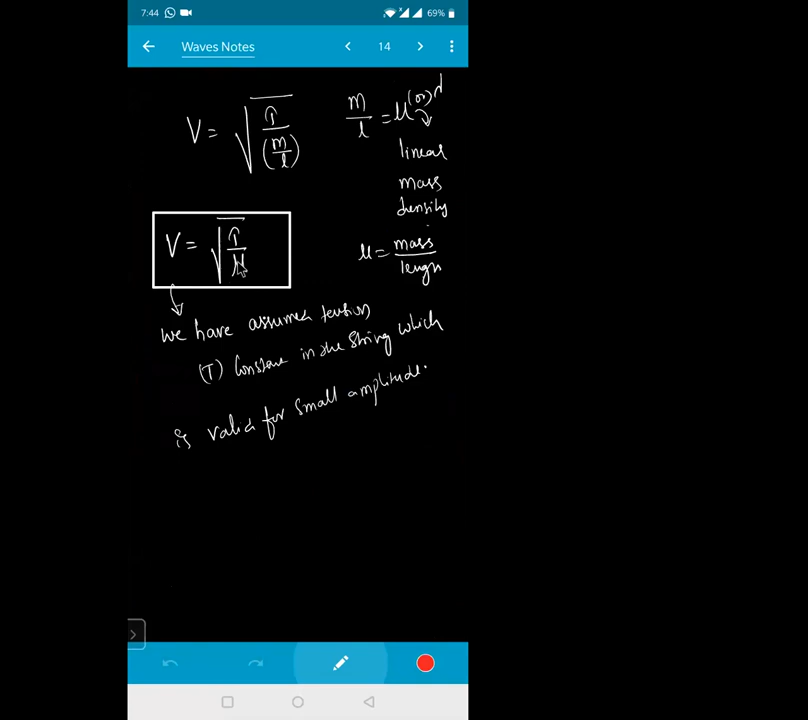 7:44 69%
Waves Notes 14
V = √(T/(m/l)) m/l = μ (or) λ
linear
mass
density
V = √(T/μ) μ = mass/lengh
we have assumed tension
(T) Constant in the String which
is valid for small amplitude.